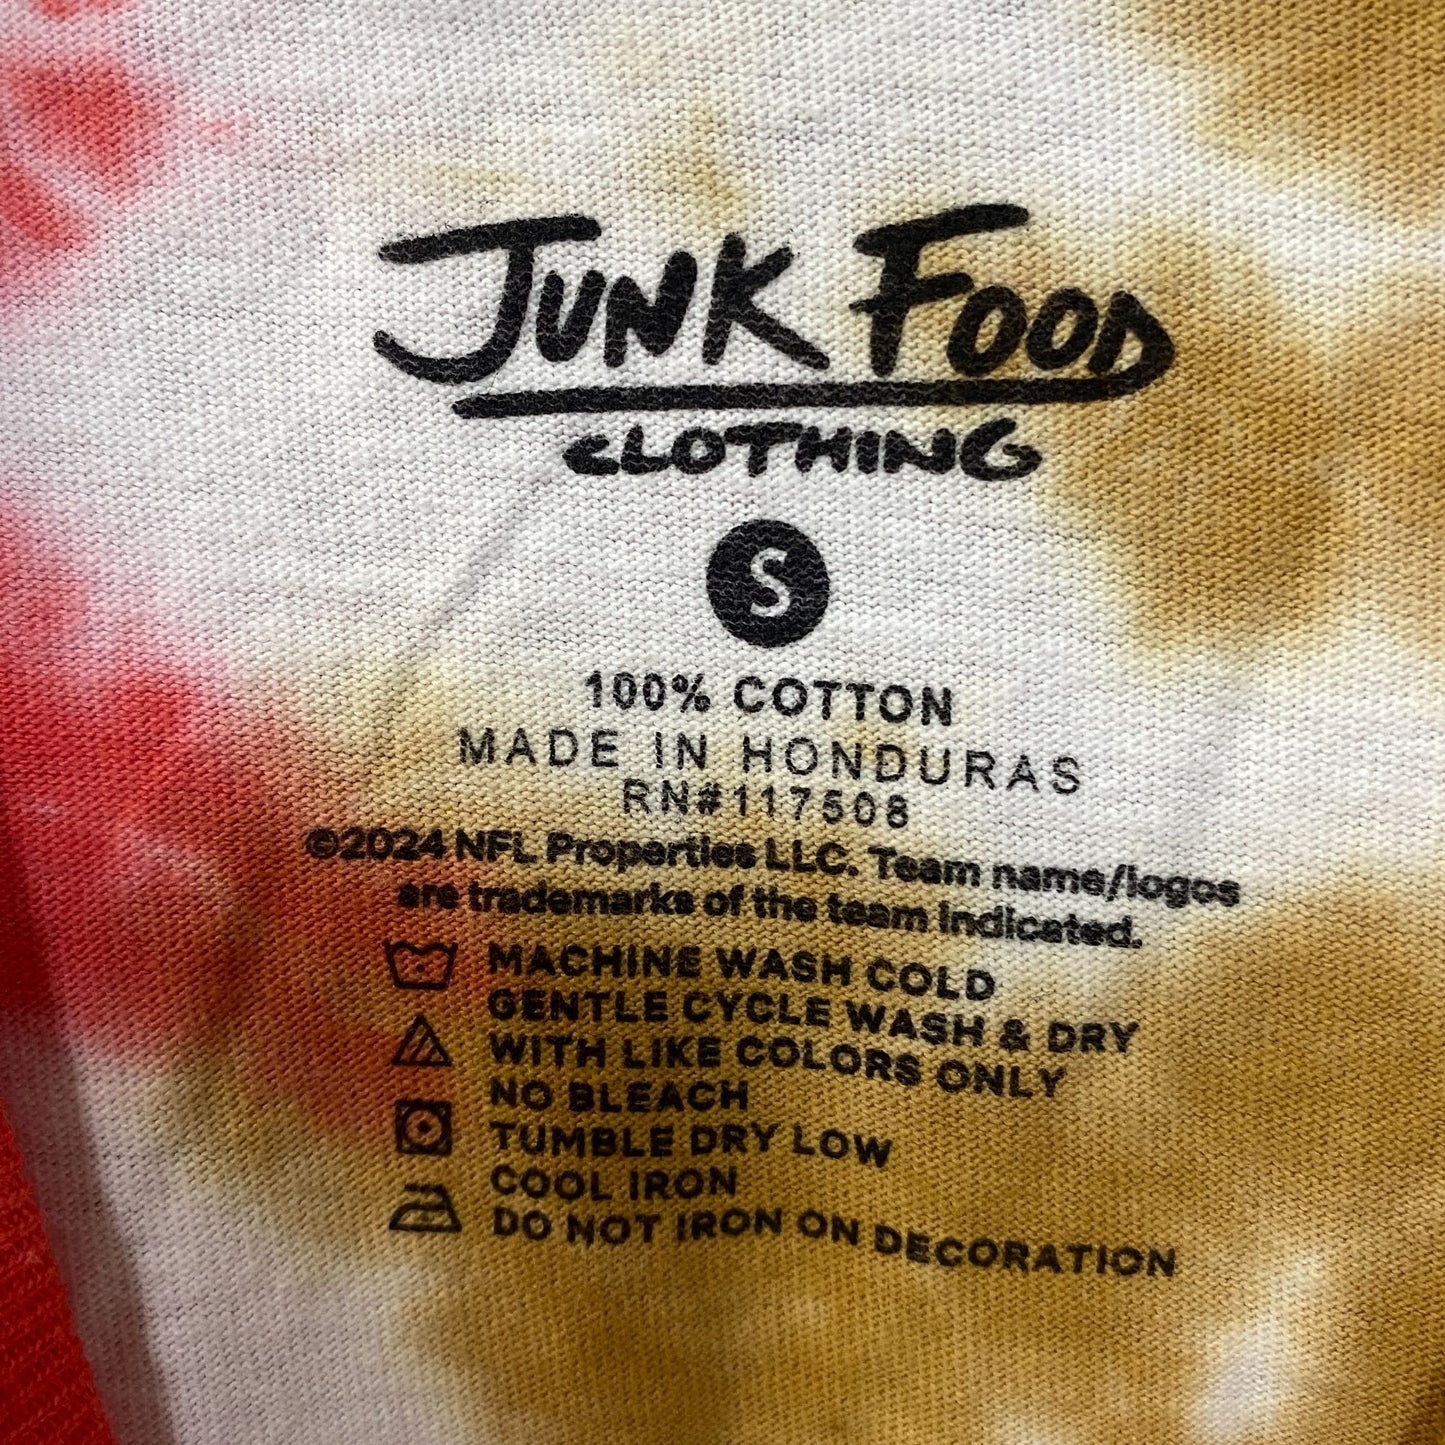 JUNK FOOD
CLOTHING
S
100% COTTON
MADE IN HONDURAS
RN#117508
©2024 NFL Properties LLC. Team name/logos
are trademarks of the team indicated.
MACHINE WASH COLD
GENTLE CYCLE WASH & DRY
WITH LIKE COLORS ONLY
NO BLEACH
TUMBLE DRY LOW
COOL IRON
DO NOT IRON ON DECORATION